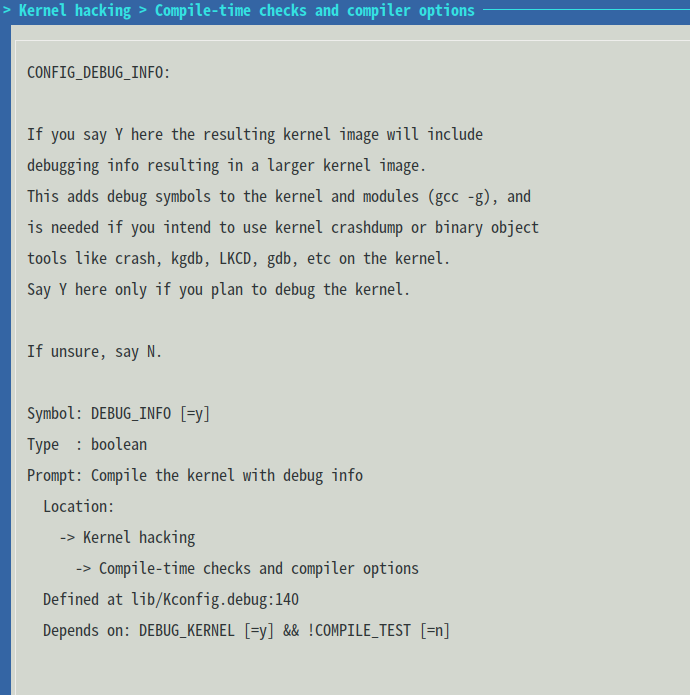 > Kernel hacking > Compile-time checks and compiler options
CONFIG_DEBUG_INFO:
If you say Y here the resulting kernel image will include
debugging info resulting in a larger kernel image.
This adds debug symbols to the kernel and modules (gcc -g), and
is needed if you intend to use kernel crashdump or binary object
tools like crash, kgdb, LKCD, gdb, etc on the kernel.
Say Y here only if you plan to debug the kernel.
If unsure, say N.
Symbol: DEBUG_INFO [=y]
Type  : boolean
Prompt: Compile the kernel with debug info
  Location:
    -> Kernel hacking
      -> Compile-time checks and compiler options
  Defined at lib/Kconfig.debug:140
  Depends on: DEBUG_KERNEL [=y] && !COMPILE_TEST [=n]